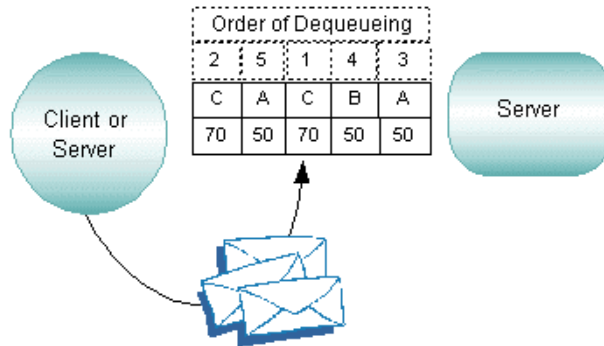 Order of Dequeueing
2 5 1 4 3
C A C B A
70 50 70 50 50
Client or
Server
Server